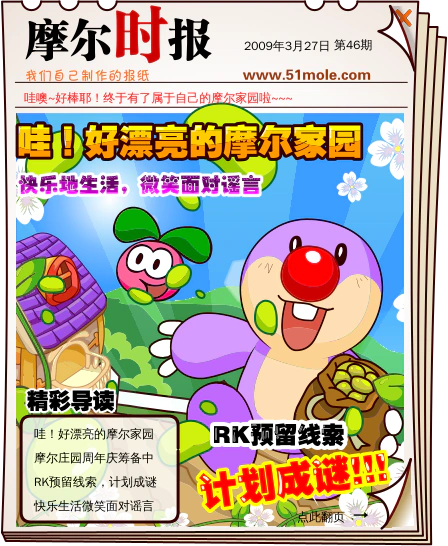 摩尔时报
2009年3月27日 第46期
我们自己制作的报纸
www.51mole.com
哇噢~好棒耶！终于有了属于自己的摩尔家园啦~~~
哇！好漂亮的摩尔家园
快乐地生活，微笑面对谣言
精彩导读
哇！好漂亮的摩尔家园
摩尔庄园周年庆筹备中
RK预留线索，计划成谜
快乐生活微笑面对谣言
RK预留线索
计划成谜!!!
点此翻页